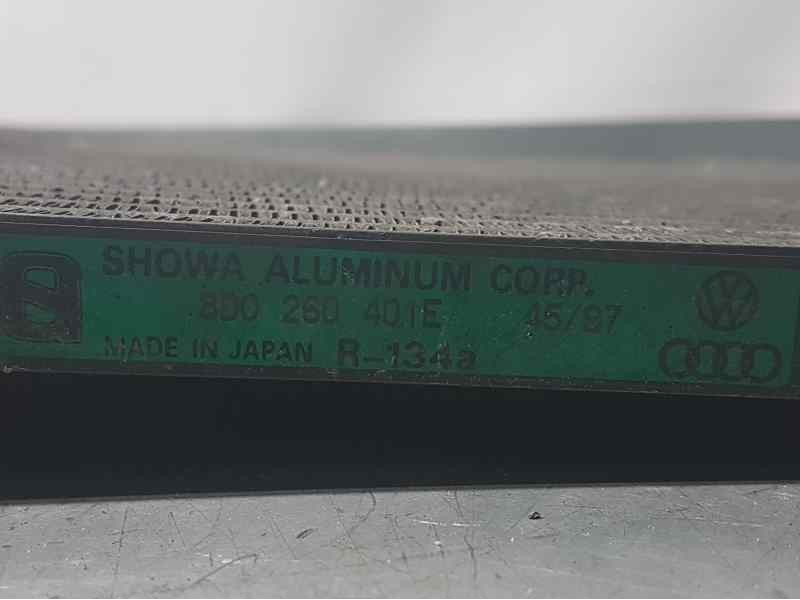 SHOWA ALUMINUM CORP.
8D0 260 401E 45/97
MADE IN JAPAN R-134a